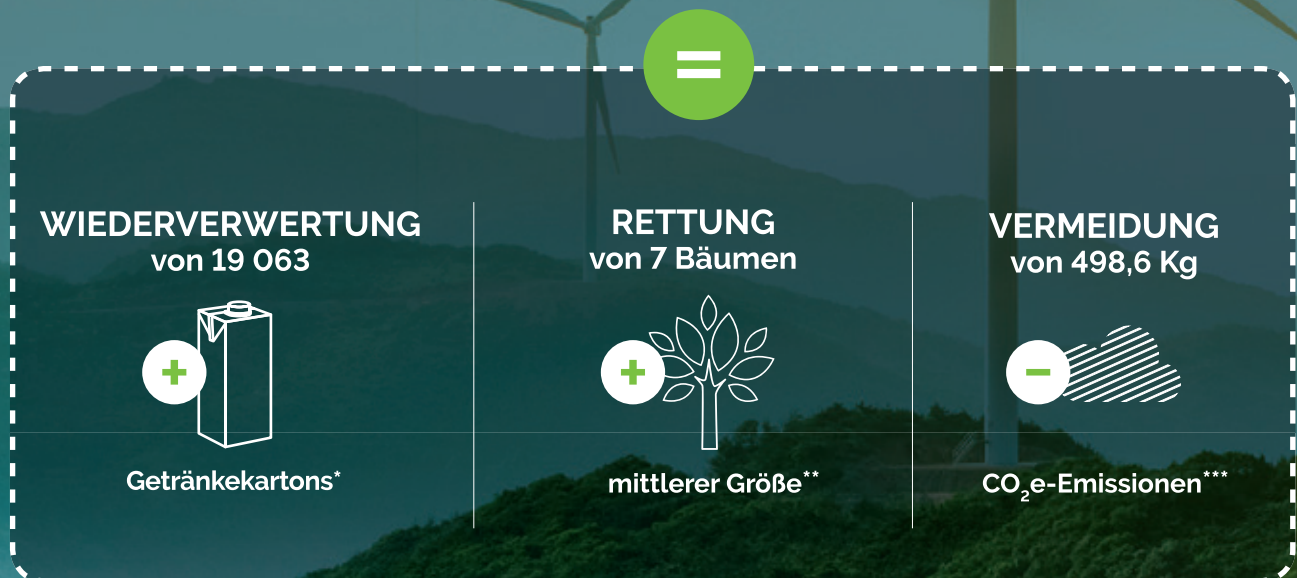 =
WIEDERVERWERTUNG
von 19 063
+
Getränkekartons*
RETTUNG
von 7 Bäumen
+
mittlerer Größe**
VERMEIDUNG
von 498,6 Kg
−
CO₂e-Emissionen***